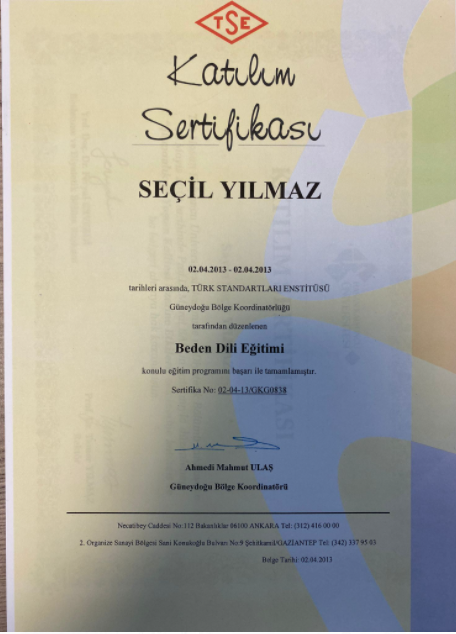 TSE
Katılım
Sertifikası
SEÇİL YILMAZ
02.04.2013 - 02.04.2013
tarihleri arasında, TÜRK STANDARTLARI ENSTİTÜSÜ
Güneydoğu Bölge Koordinatörlüğü
tarafından düzenlenen
Beden Dili Eğitimi
konulu eğitim programını başarı ile tamamlamıştır.
Sertifika No: 02-04-13/GKG0838
Ahmedi Mahmut ULAŞ
Güneydoğu Bölge Koordinatörü
Necatibey Caddesi No:112 Bakanlıklar 06100 ANKARA Tel: (312) 416 00 00
2. Organize Sanayi Bölgesi Sani Konukoğlu Bulvarı No:9 Şehitkamil/GAZİANTEP Tel: (342) 337 95 03
Belge Tarihi: 02.04.2013